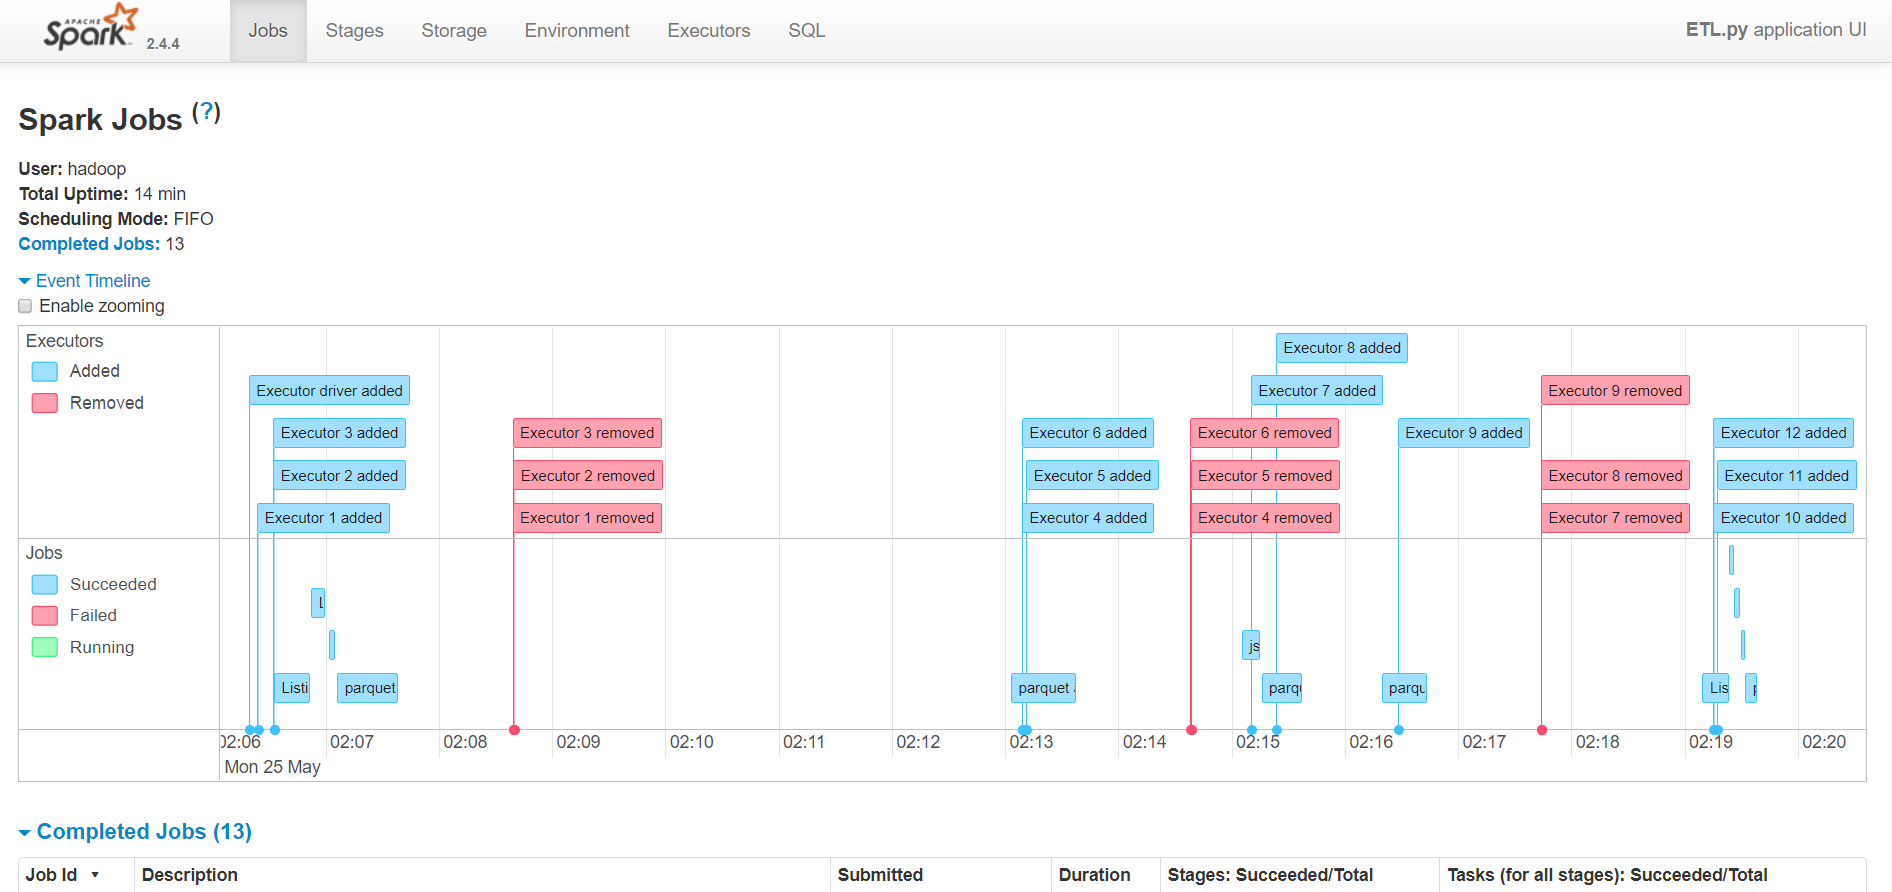 APACHE
Spark 2.4.4
Jobs Stages Storage Environment Executors SQL
ETL.py application UI
Spark Jobs (?)
User: hadoop
Total Uptime: 14 min
Scheduling Mode: FIFO
Completed Jobs: 13
Event Timeline
Enable zooming
Executors
Added
Removed
Executor 8 added
Executor driver added Executor 7 added Executor 9 removed
Executor 3 added Executor 3 removed Executor 6 added Executor 6 removed Executor 9 added Executor 12 added
Executor 2 added Executor 2 removed Executor 5 added Executor 5 removed Executor 8 removed Executor 11 added
Executor 1 added Executor 1 removed Executor 4 added Executor 4 removed Executor 7 removed Executor 10 added
Jobs
Succeeded
Failed
Running
L
js
Listi parquet parquet parqu parqu Lis
02:06 02:07 02:08 02:09 02:10 02:11 02:12 02:13 02:14 02:15 02:16 02:17 02:18 02:19 02:20
Mon 25 May
Completed Jobs (13)
Job Id Description Submitted Duration Stages: Succeeded/Total Tasks (for all stages): Succeeded/Total